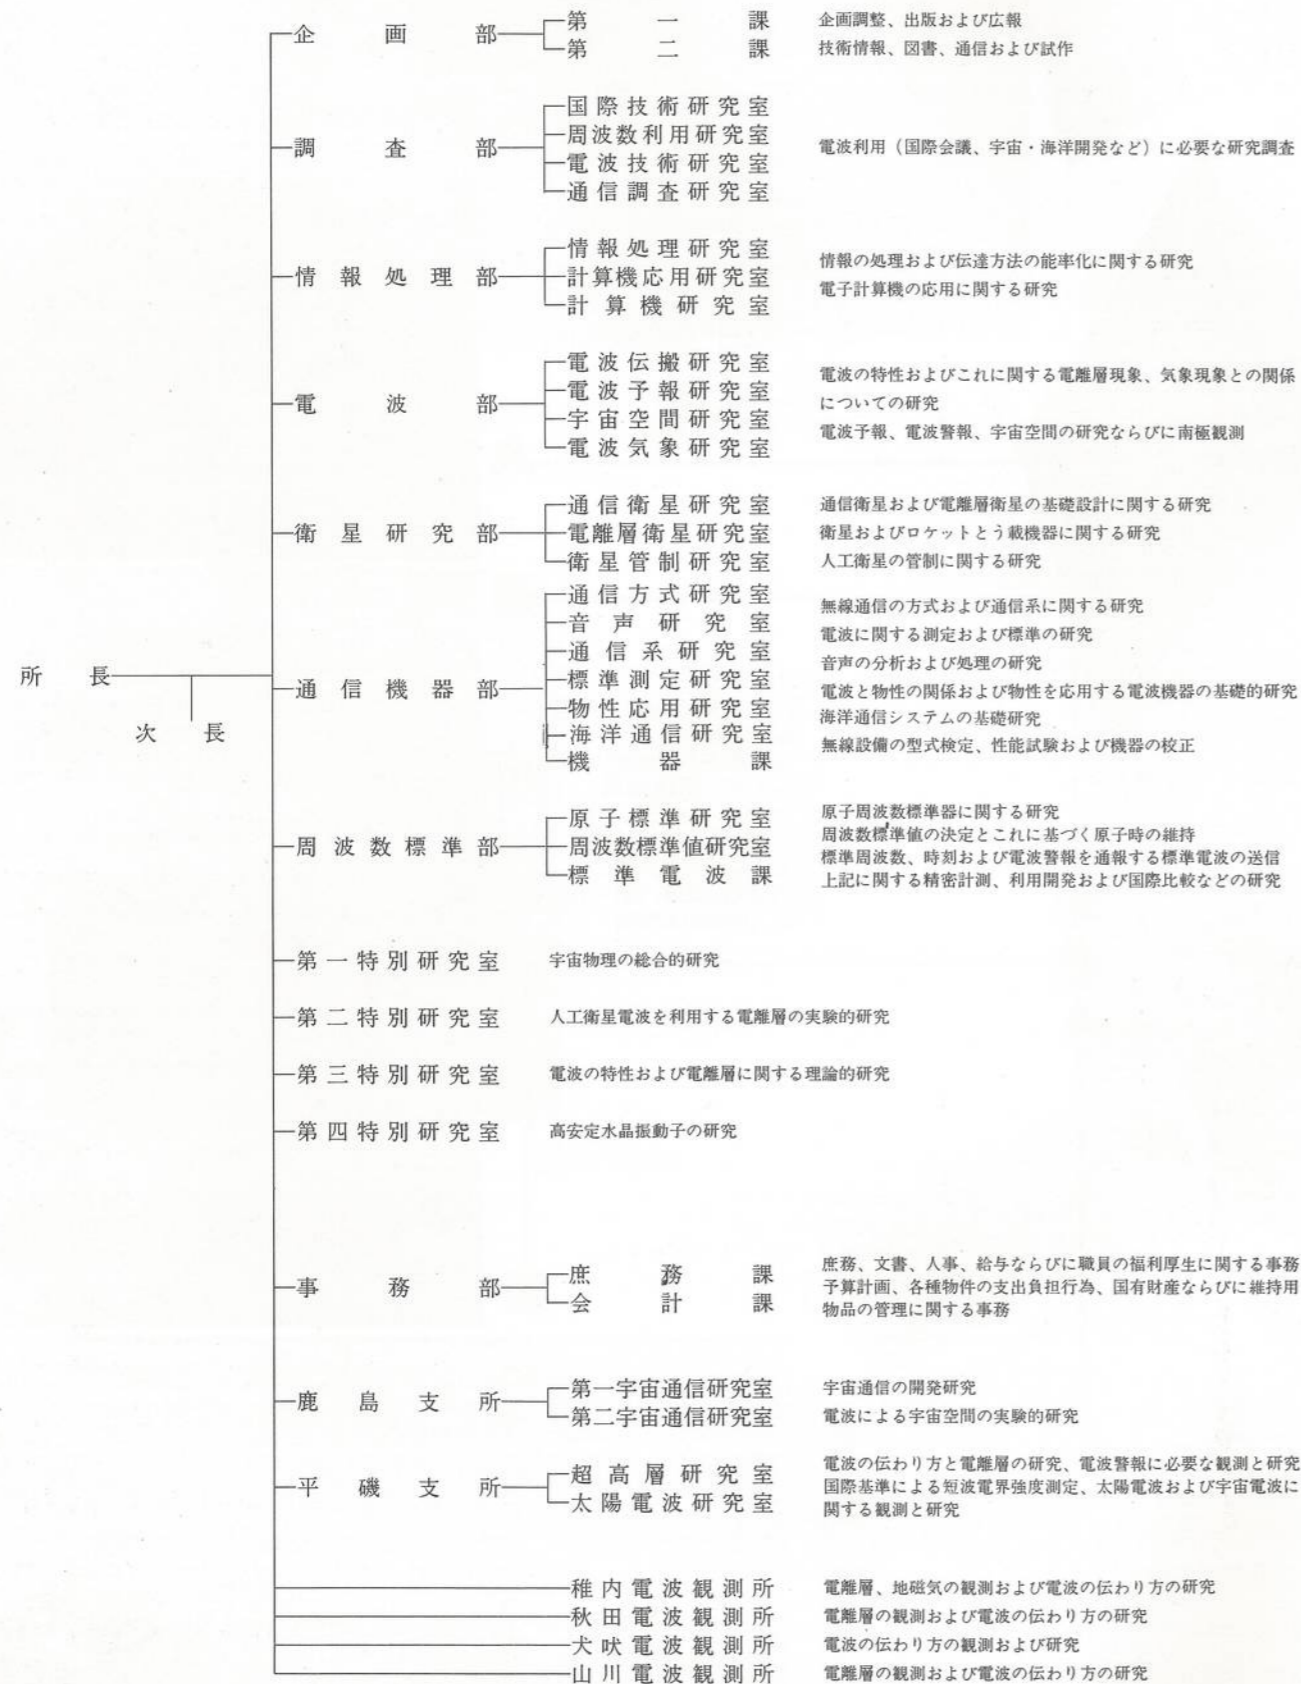 企画部
第一課
企画調整、出版および広報
第二課
技術情報、図書、通信および試作
調査部
国際技術研究室
周波数利用研究室
電波技術研究室
通信調査研究室
電波利用（国際会議、宇宙・海洋開発など）に必要な研究調査
情報処理部
情報処理研究室
計算機応用研究室
計算機研究室
情報の処理および伝達方法の能率化に関する研究
電子計算機の応用に関する研究
電波部
電波伝搬研究室
電波予報研究室
宇宙空間研究室
電波気象研究室
電波の特性およびこれに関する電離層現象、気象現象との関係
についての研究
電波予報、電波警報、宇宙空間の研究ならびに南極観測
衛星研究部
通信衛星研究室
電離層衛星研究室
衛星管制研究室
通信衛星および電離層衛星の基礎設計に関する研究
衛星およびロケットとう載機器に関する研究
人工衛星の管制に関する研究
所長
次長
通信機器部
通信方式研究室
音声研究室
通信系研究室
標準測定研究室
物性応用研究室
海洋通信研究室
機器課
無線通信の方式および通信系に関する研究
電波に関する測定および標準の研究
音声の分析および処理の研究
電波と物性の関係および物性を応用する電波機器の基礎的研究
海洋通信システムの基礎研究
無線設備の型式検定、性能試験および機器の校正
周波数標準部
原子標準研究室
周波数標準値研究室
標準電波課
原子周波数標準器に関する研究
周波数標準値の決定とこれに基づく原子時の維持
標準周波数、時刻および電波警報を通報する標準電波の送信
上記に関する精密計測、利用開発および国際比較などの研究
第一特別研究室
宇宙物理の総合的研究
第二特別研究室
人工衛星電波を利用する電離層の実験的研究
第三特別研究室
電波の特性および電離層に関する理論的研究
第四特別研究室
高安定水晶振動子の研究
事務部
庶務課
会計課
庶務、文書、人事、給与ならびに職員の福利厚生に関する事務
予算計画、各種物件の支出負担行為、国有財産ならびに維持用
物品の管理に関する事務
鹿島支所
第一宇宙通信研究室
第二宇宙通信研究室
宇宙通信の開発研究
電波による宇宙空間の実験的研究
平磯支所
超高層研究室
太陽電波研究室
電波の伝わり方と電離層の研究、電波警報に必要な観測と研究
国際基準による短波電界強度測定、太陽電波および宇宙電波に
関する観測と研究
稚内電波観測所
電離層、地磁気の観測および電波の伝わり方の研究
秋田電波観測所
電離層の観測および電波の伝わり方の研究
犬吠電波観測所
電波の伝わり方の観測および研究
山川電波観測所
電離層の観測および電波の伝わり方の研究